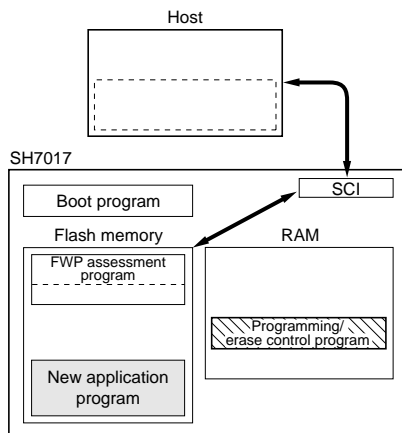 Host
SH7017
SCI
Boot program
Flash memory
RAM
FWP assessment
program
Programming/
erase control program
New application
program